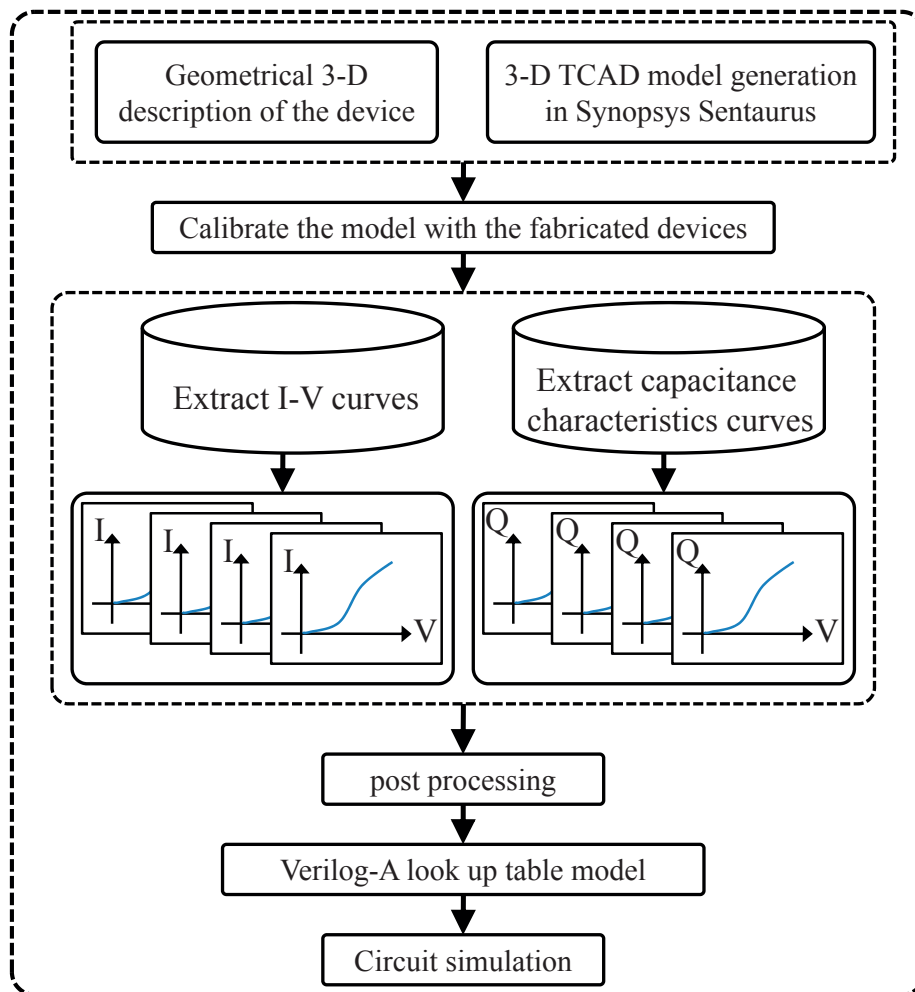 Geometrical 3-D
description of the device
3-D TCAD model generation
in Synopsys Sentaurus
Calibrate the model with the fabricated devices
Extract I-V curves
Extract capacitance
characteristics curves
I
I
I
I
V
Q
Q
Q
Q
V
post processing
Verilog-A look up table model
Circuit simulation